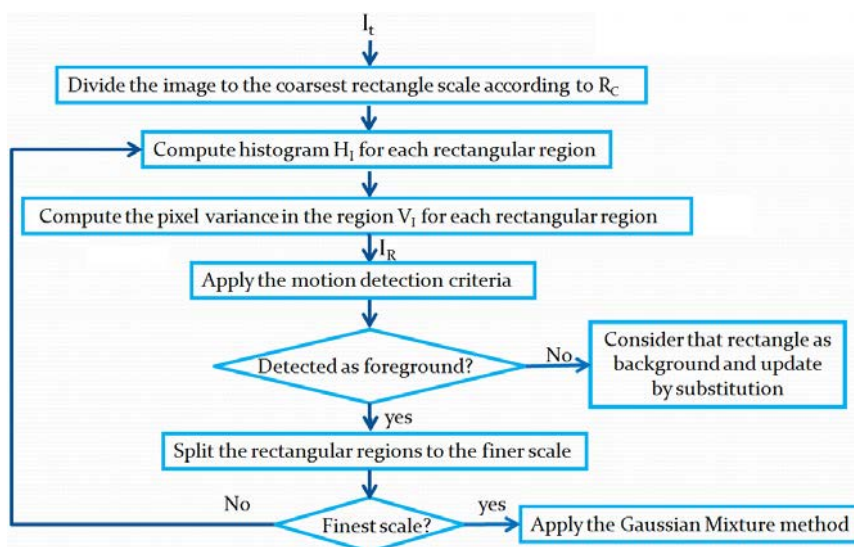 I_t
Divide the image to the coarsest rectangle scale according to R_C
Compute histogram H_I for each rectangular region
Compute the pixel variance in the region V_I for each rectangular region
I_R
Apply the motion detection criteria
Detected as foreground?
No
Consider that rectangle as
background and update
by substitution
yes
Split the rectangular regions to the finer scale
No
Finest scale?
yes
Apply the Gaussian Mixture method